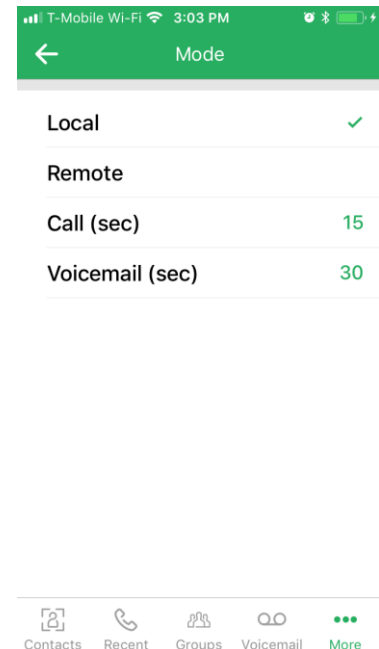 T-Mobile Wi-Fi 3:03 PM
Mode
Local
Remote
Call (sec) 15
Voicemail (sec) 30
Contacts Recent Groups Voicemail More